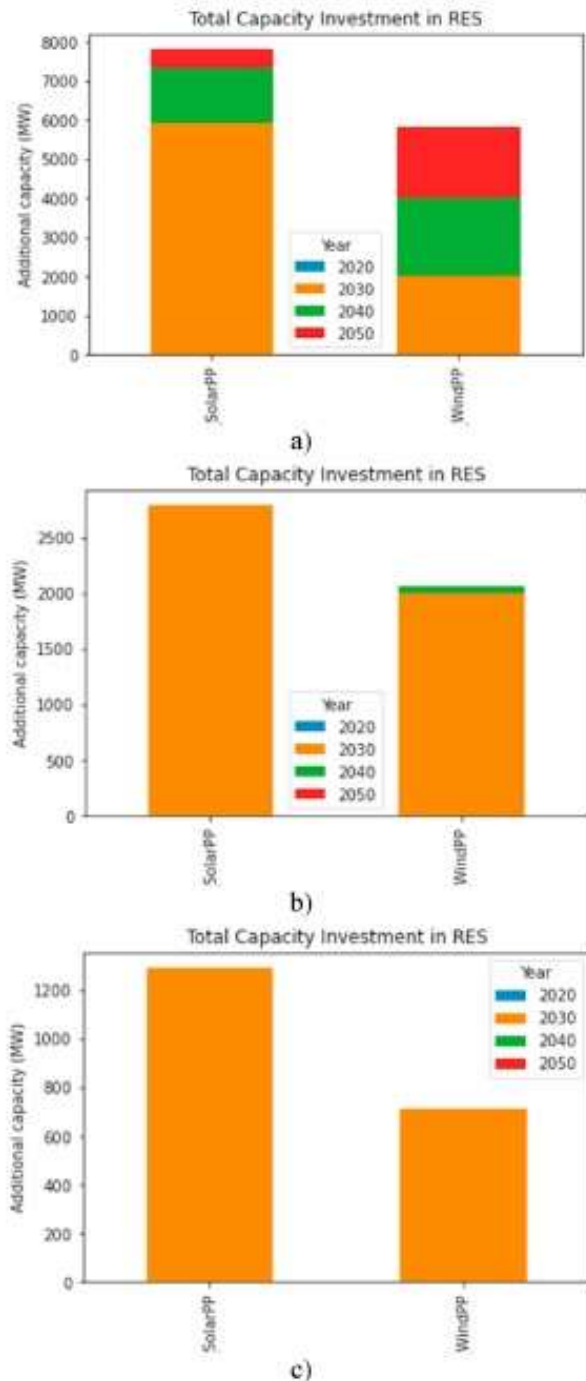 Total Capacity Investment in RES
8000
7000
6000
5000
4000
3000
2000
1000
0
Additional capacity (MW)
Year
2020
2030
2040
2050
SolarPP
WindPP
a)
Total Capacity Investment in RES
2500
2000
1500
1000
500
0
Additional capacity (MW)
Year
2020
2030
2040
2050
SolarPP
WindPP
b)
Total Capacity Investment in RES
1200
1000
800
600
400
200
0
Additional capacity (MW)
Year
2020
2030
2040
2050
SolarPP
WindPP
c)